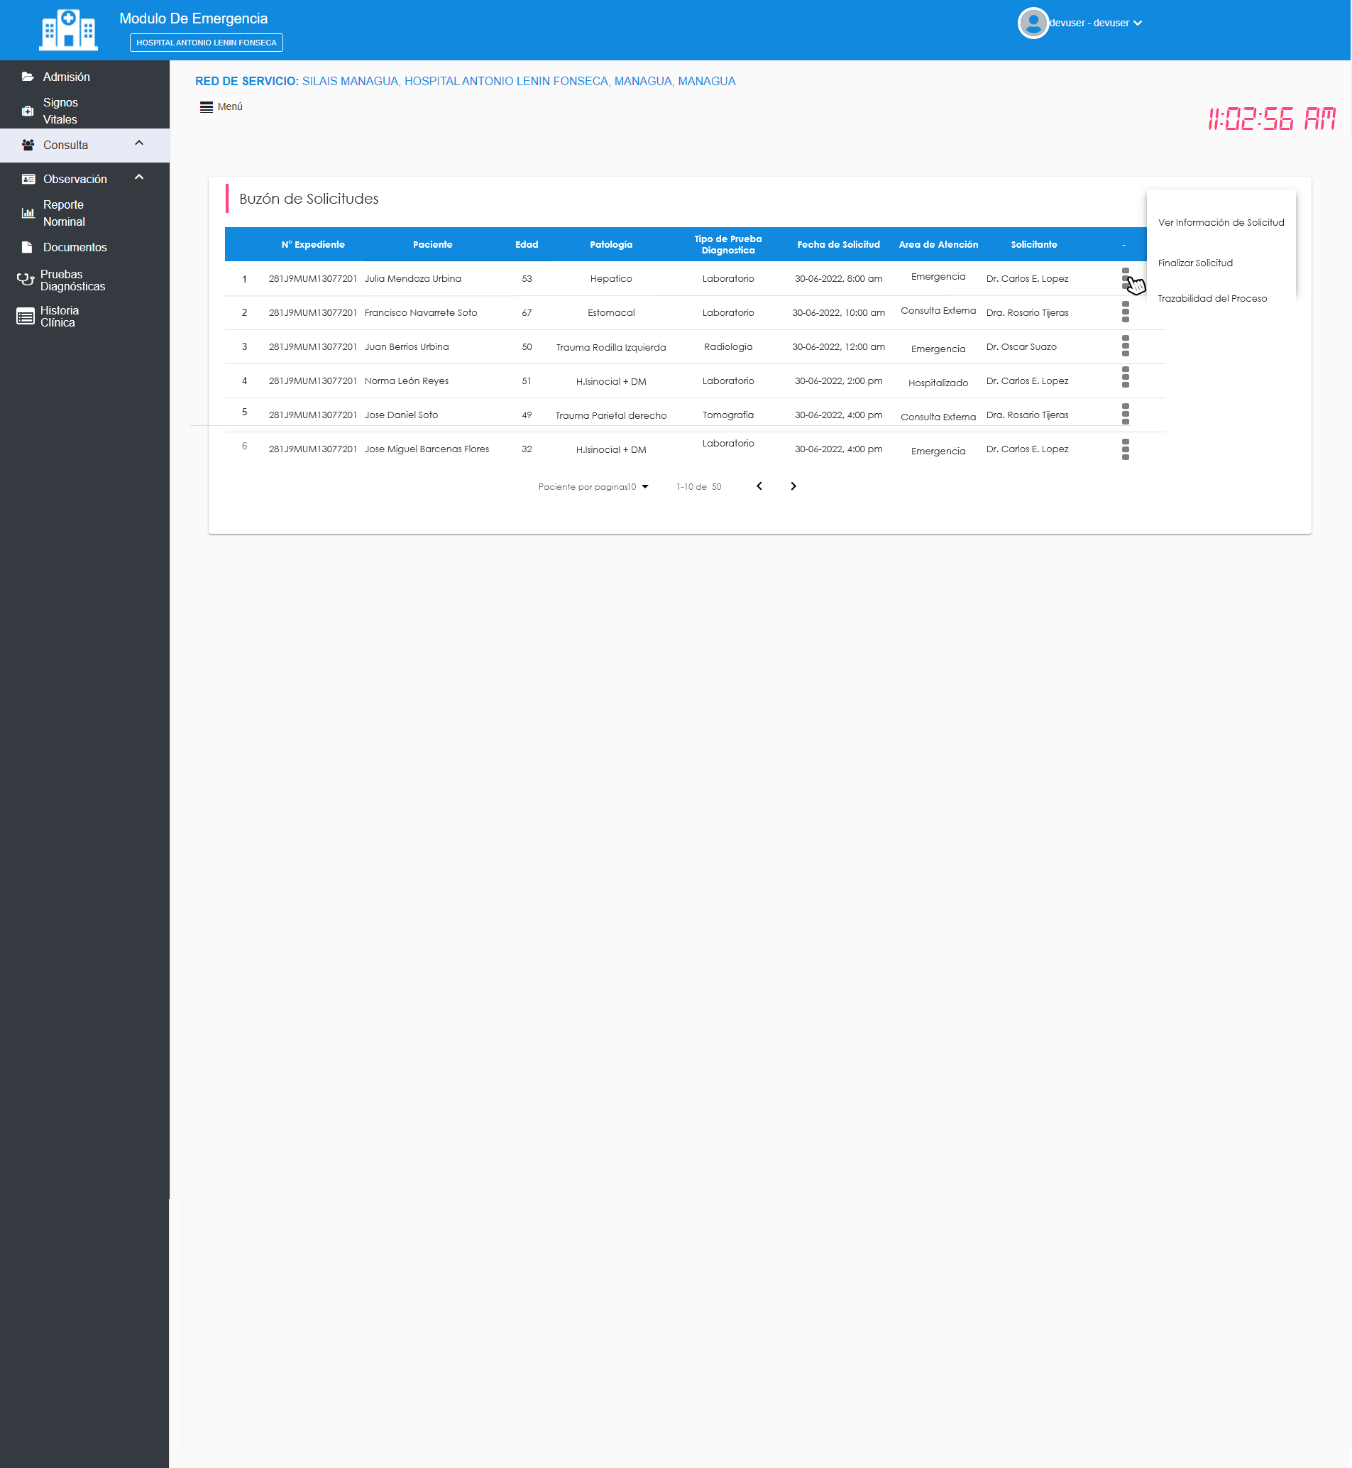 Modulo De Emergencia
HOSPITAL ANTONIO LENIN FONSECA
devuser - devuser
Admisión
Signos
Vitales
Consulta
Observación
Reporte
Nominal
Documentos
Pruebas
Diagnósticas
Historia
Clínica
RED DE SERVICIO: SILAIS MANAGUA, HOSPITAL ANTONIO LENIN FONSECA, MANAGUA, MANAGUA
Menú
11:02:56 AM
Buzón de Solicitudes
Ver Información de Solicitud
Finalizar Solicitud
Trazabilidad del Proceso
N° Expediente Paciente Edad Patología Tipo de Prueba Diagnostica Fecha de Solicitud Area de Atención Solicitante -
1 281J9MUM13077201 Julia Mendoza Urbina 53 Hepatico Laboratorio 30-06-2022, 8:00 am Emergencia Dr. Carlos E. Lopez
2 281J9MUM13077201 Francisco Navarrete Soto 67 Estomacal Laboratorio 30-06-2022, 10:00 am Consulta Externa Dra. Rosario Tijeras
3 281J9MUM13077201 Juan Berrios Urbina 50 Trauma Rodilla Izquierda Radiologia 30-06-2022, 12:00 am Emergencia Dr. Oscar Suazo
4 281J9MUM13077201 Norma León Reyes 51 H.Isinocial + DM Laboratorio 30-06-2022, 2:00 pm Hospitalizado Dr. Carlos E. Lopez
5 281J9MUM13077201 Jose Daniel Soto 49 Trauma Parietal derecho Tomografia 30-06-2022, 4:00 pm Consulta Externa Dra. Rosario Tijeras
6 281J9MUM13077201 Jose Miguel Barcenas Flores 32 H.Isinocial + DM Laboratorio 30-06-2022, 4:00 pm Emergencia Dr. Carlos E. Lopez
Paciente por paginas10 1-10 de 50